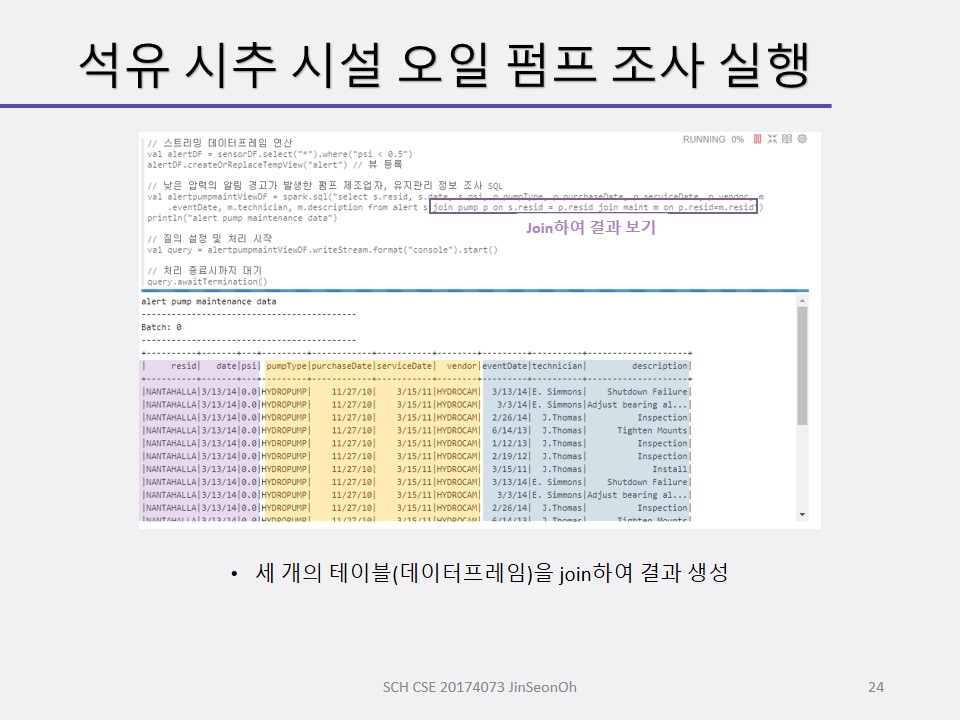 석유 시추 시설 오일 펌프 조사 실행
RUNNING 0%
// 스트리밍 데이터프레임 연산
val alertDF = sensorDF.select("*").where("psi < 0.5")
alertDF.createOrReplaceTempView("alert") // 뷰 등록
// 낮은 압력의 알림 경고가 발생한 펌프 제조업자, 유지관리 정보 조사 SQL
val alertpumpmaintViewDF = spark.sql("select s.resid, s.date, s.psi, p.pumpType, p.purchaseDate, p.serviceDate, p.vendor, m
.eventDate, m.technician, m.description from alert s join pump p on s.resid = p.resid join maint m on p.resid=m.resid")
println("alert pump maintenance data")
Join하여 결과 보기
// 질의 설정 및 처리 시작
val query = alertpumpmaintViewDF.writeStream.format("console").start()
// 처리 종료시까지 대기
query.awaitTermination()
alert pump maintenance data
-------------------------------------------
Batch: 0
-------------------------------------------
+----------+-------+---+---------+------------+-----------+--------+---------+----------+--------------------+
| resid| date|psi| pumpType|purchaseDate|serviceDate| vendor|eventDate|technician| description|
+----------+-------+---+---------+------------+-----------+--------+---------+----------+--------------------+
|NANTAHALLA|3/13/14|0.0|HYDROPUMP| 11/27/10| 3/15/11|HYDROCAM| 3/13/14|E. Simmons| Shutdown Failure|
|NANTAHALLA|3/13/14|0.0|HYDROPUMP| 11/27/10| 3/15/11|HYDROCAM| 3/3/14|E. Simmons|Adjust bearing al...|
|NANTAHALLA|3/13/14|0.0|HYDROPUMP| 11/27/10| 3/15/11|HYDROCAM| 2/26/14| J.Thomas| Inspection|
|NANTAHALLA|3/13/14|0.0|HYDROPUMP| 11/27/10| 3/15/11|HYDROCAM| 6/14/13| J.Thomas| Tighten Mounts|
|NANTAHALLA|3/13/14|0.0|HYDROPUMP| 11/27/10| 3/15/11|HYDROCAM| 1/12/13| J.Thomas| Inspection|
|NANTAHALLA|3/13/14|0.0|HYDROPUMP| 11/27/10| 3/15/11|HYDROCAM| 2/19/12| J.Thomas| Inspection|
|NANTAHALLA|3/13/14|0.0|HYDROPUMP| 11/27/10| 3/15/11|HYDROCAM| 3/15/11| J.Thomas| Install|
|NANTAHALLA|3/13/14|0.0|HYDROPUMP| 11/27/10| 3/15/11|HYDROCAM| 3/13/14|E. Simmons| Shutdown Failure|
|NANTAHALLA|3/13/14|0.0|HYDROPUMP| 11/27/10| 3/15/11|HYDROCAM| 3/3/14|E. Simmons|Adjust bearing al...|
|NANTAHALLA|3/13/14|0.0|HYDROPUMP| 11/27/10| 3/15/11|HYDROCAM| 2/26/14| J.Thomas| Inspection|
|NANTAHALLA|3/13/14|0.0|HYDROPUMP| 11/27/10| 3/15/11|HYDROCAM| 6/14/13| J.Thomas| Tighten Mounts|
• 세 개의 테이블(데이터프레임)을 join하여 결과 생성
SCH CSE 20174073 JinSeonOh
24